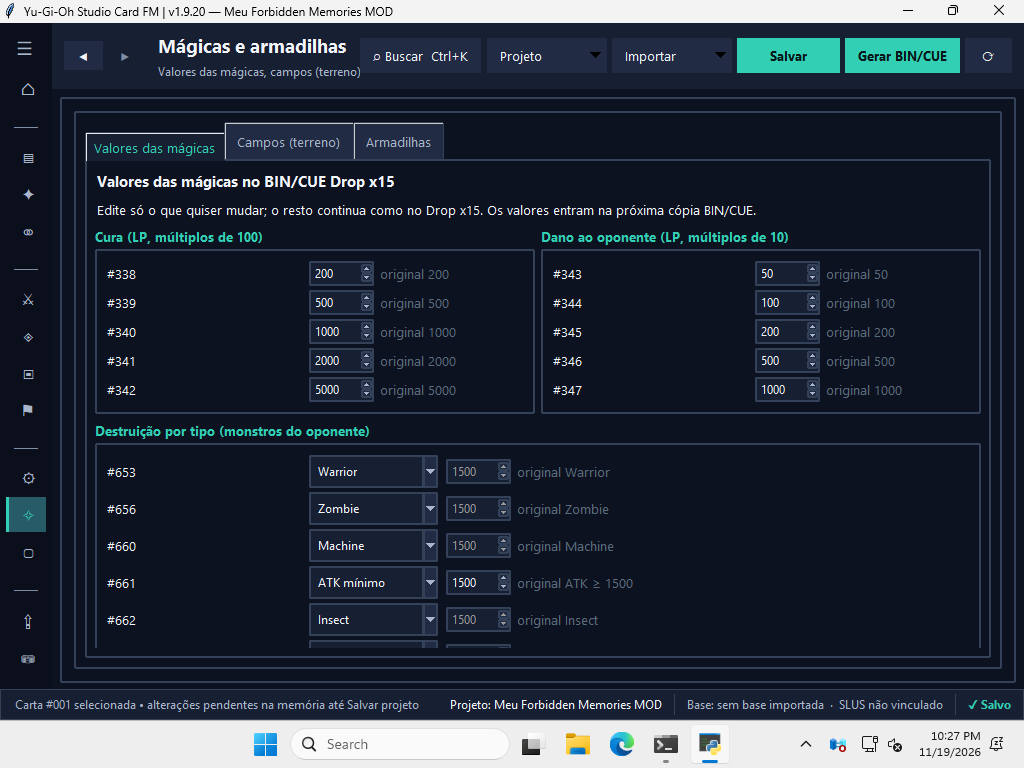 Yu-Gi-Oh Studio Card FM | v1.9.20 — Meu Forbidden Memories MOD
Mágicas e armadilhas
Valores das mágicas, campos (terreno)
Buscar Ctrl+K
Projeto
Importar
Salvar
Gerar BIN/CUE
Valores das mágicas
Campos (terreno)
Armadilhas
Valores das mágicas no BIN/CUE Drop x15
Edite só o que quiser mudar; o resto continua como no Drop x15. Os valores entram na próxima cópia BIN/CUE.
Cura (LP, múltiplos de 100)
#338 200 original 200
#339 500 original 500
#340 1000 original 1000
#341 2000 original 2000
#342 5000 original 5000
Dano ao oponente (LP, múltiplos de 10)
#343 50 original 50
#344 100 original 100
#345 200 original 200
#346 500 original 500
#347 1000 original 1000
Destruição por tipo (monstros do oponente)
#653 Warrior 1500 original Warrior
#656 Zombie 1500 original Zombie
#660 Machine 1500 original Machine
#661 ATK mínimo 1500 original ATK ≥ 1500
#662 Insect 1500 original Insect
Carta #001 selecionada • alterações pendentes na memória até Salvar projeto
Projeto: Meu Forbidden Memories MOD
Base: sem base importada · SLUS não vinculado
✓ Salvo
Search
10:27 PM
11/19/2026